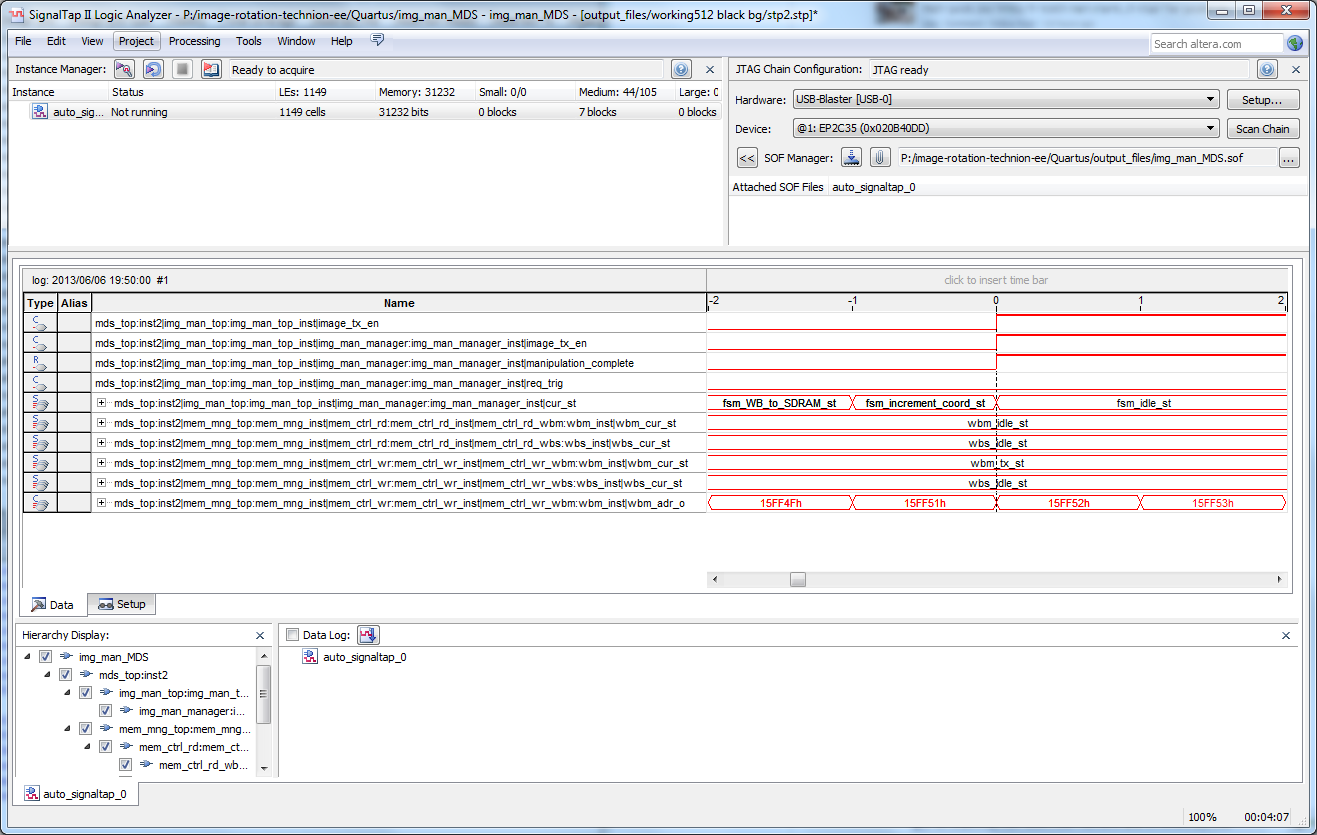 SignalTap II Logic Analyzer - P:/image-rotation-technion-ee/Quartus/img_man_MDS - img_man_MDS - [output_files/working512 black bg/stp2.stp]*
File Edit View Project Processing Tools Window Help Search altera.com
Instance Manager: Ready to acquire
Instance Status LEs: 1149 Memory: 31232 Small: 0/0 Medium: 44/105 Large: 0
auto_sig... Not running 1149 cells 31232 bits 0 blocks 7 blocks 0 blocks
JTAG Chain Configuration: JTAG ready
Hardware: USB-Blaster [USB-0] Setup...
Device: @1: EP2C35 (0x020B40DD) Scan Chain
<< SOF Manager: P:/image-rotation-technion-ee/Quartus/output_files/img_man_MDS.sof ...
Attached SOF Files auto_signaltap_0
log: 2013/06/06 19:50:00 #1 click to insert time bar
Type Alias Name -2 -1 0 1 2
C mds_top:inst2|img_man_top:img_man_top_inst|image_tx_en
C mds_top:inst2|img_man_top:img_man_top_inst|img_man_manager:img_man_manager_inst|image_tx_en
R mds_top:inst2|img_man_top:img_man_top_inst|img_man_manager:img_man_manager_inst|manipulation_complete
C mds_top:inst2|img_man_top:img_man_top_inst|img_man_manager:img_man_manager_inst|req_trig
S mds_top:inst2|img_man_top:img_man_top_inst|img_man_manager:img_man_manager_inst|cur_st fsm_WB_to_SDRAM_st fsm_increment_coord_st fsm_idle_st
S mds_top:inst2|mem_mng_top:mem_mng_inst|mem_ctrl_rd:mem_ctrl_rd_inst|mem_ctrl_rd_wbm:wbm_inst|wbm_cur_st wbm_idle_st
S mds_top:inst2|mem_mng_top:mem_mng_inst|mem_ctrl_rd:mem_ctrl_rd_inst|mem_ctrl_rd_wbs:wbs_inst|wbs_cur_st wbs_idle_st
S mds_top:inst2|mem_mng_top:mem_mng_inst|mem_ctrl_wr:mem_ctrl_wr_inst|mem_ctrl_wr_wbm:wbm_inst|wbm_cur_st wbm_tx_st
S mds_top:inst2|mem_mng_top:mem_mng_inst|mem_ctrl_wr:mem_ctrl_wr_inst|mem_ctrl_wr_wbs:wbs_inst|wbs_cur_st wbs_idle_st
C mds_top:inst2|mem_mng_top:mem_mng_inst|mem_ctrl_wr:mem_ctrl_wr_inst|mem_ctrl_wr_wbm:wbm_inst|wbm_adr_o 15FF4Fh 15FF51h 15FF52h 15FF53h
Data Setup
Hierarchy Display:
img_man_MDS
mds_top:inst2
img_man_top:img_man_t...
img_man_manager:i...
mem_mng_top:mem_mng...
mem_ctrl_rd:mem_ct...
mem_ctrl_rd_wb...
Data Log:
auto_signaltap_0
auto_signaltap_0
100% 00:04:07